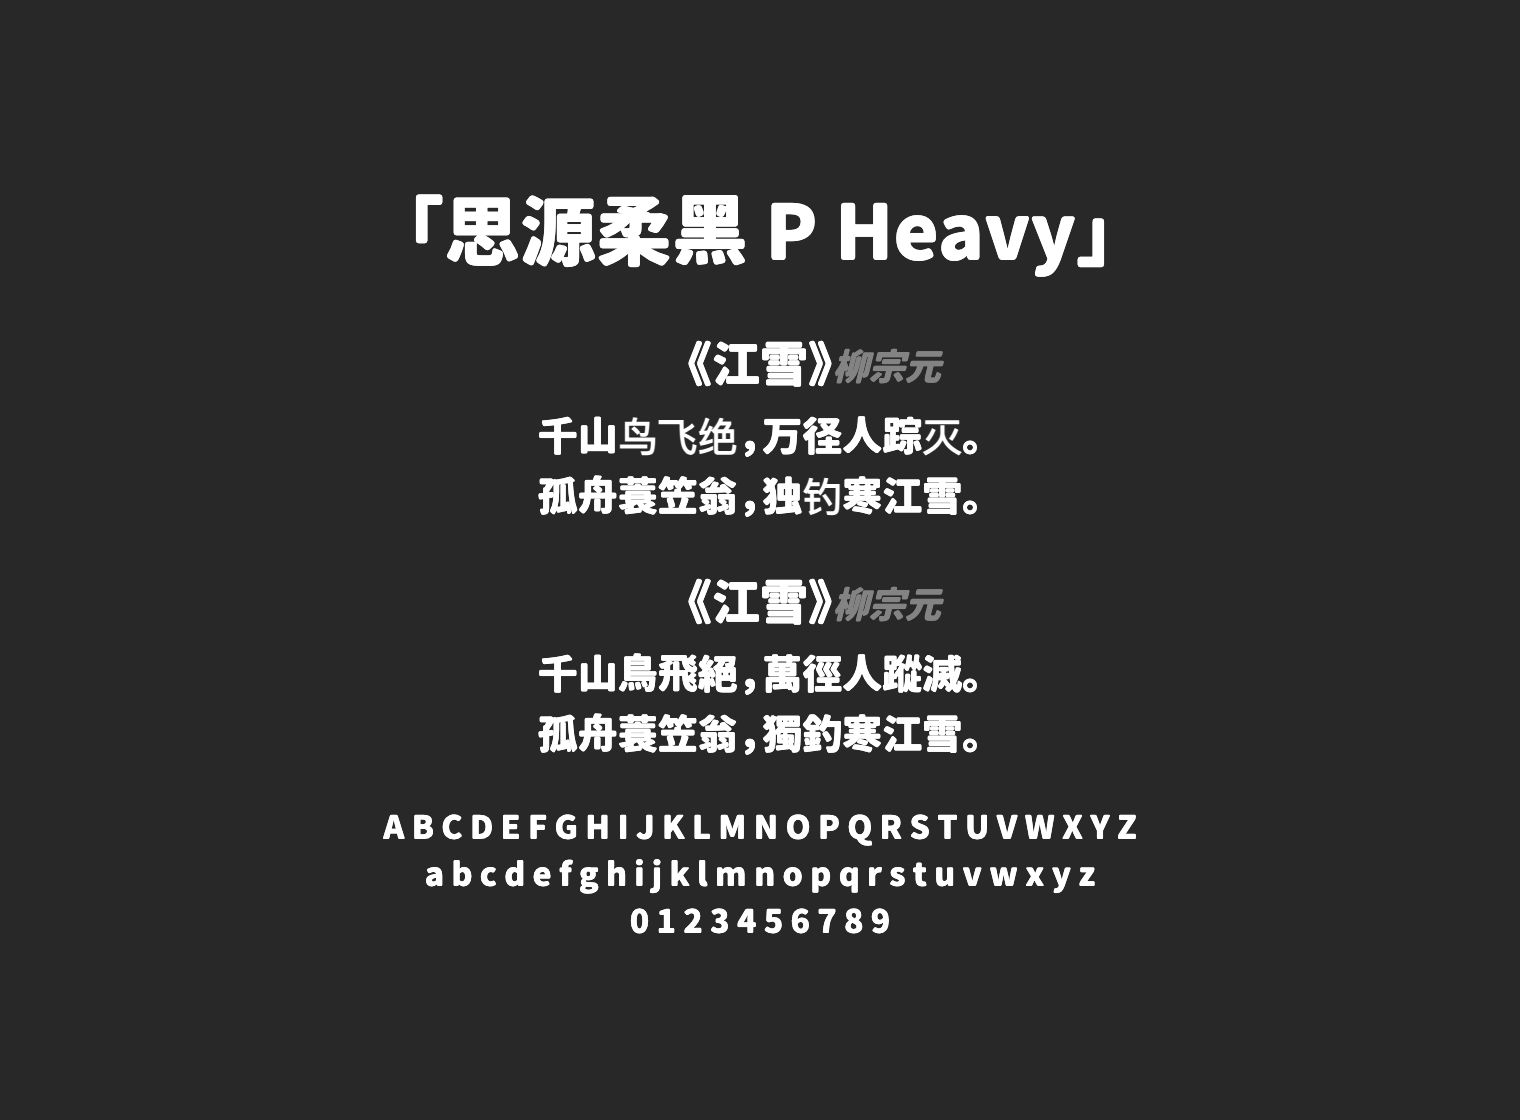 「思源柔黑 P Heavy」
《江雪》柳宗元
千山鸟飞绝，万径人踪灭。
孤舟蓑笠翁，独钓寒江雪。
《江雪》柳宗元
千山鳥飛絕，萬徑人蹤滅。
孤舟蓑笠翁，獨釣寒江雪。
A B C D E F G H I J K L M N O P Q R S T U V W X Y Z
a b c d e f g h i j k l m n o p q r s t u v w x y z
0 1 2 3 4 5 6 7 8 9